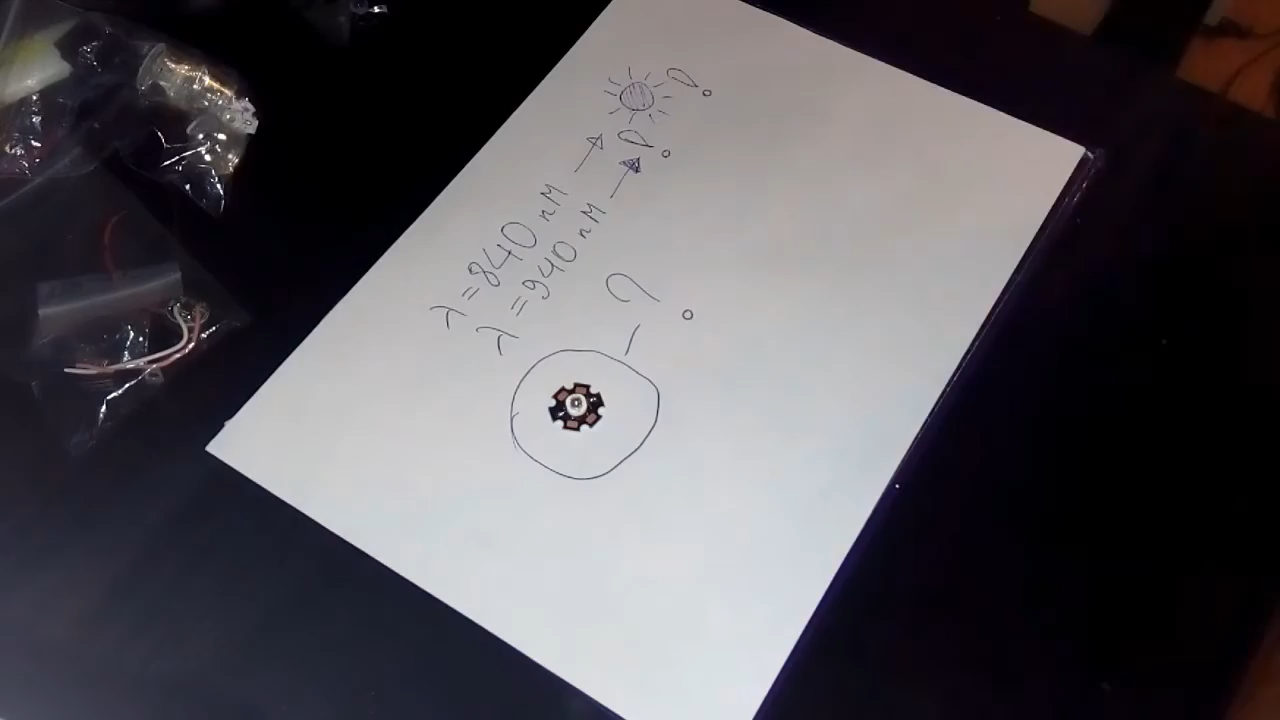 λ = 840 nM → ?
λ = 940 nM → ?
?